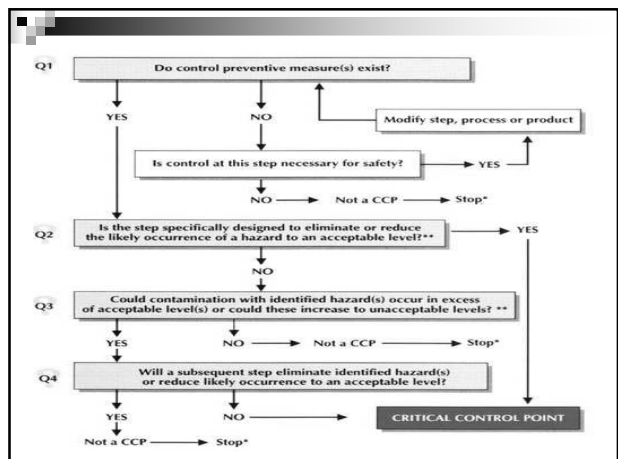 Q1
Do control preventive measure(s) exist?
YES
NO
Modify step, process or product
Is control at this step necessary for safety?
YES
NO
Not a CCP
Stop*
Q2
Is the step specifically designed to eliminate or reduce
the likely occurrence of a hazard to an acceptable level?**
YES
NO
Q3
Could contamination with identified hazard(s) occur in excess
of acceptable level(s) or could these increase to unacceptable levels? **
YES
NO
Not a CCP
Stop*
Q4
Will a subsequent step eliminate identified hazard(s)
or reduce likely occurrence to an acceptable level?
YES
NO
CRITICAL CONTROL POINT
Not a CCP
Stop*